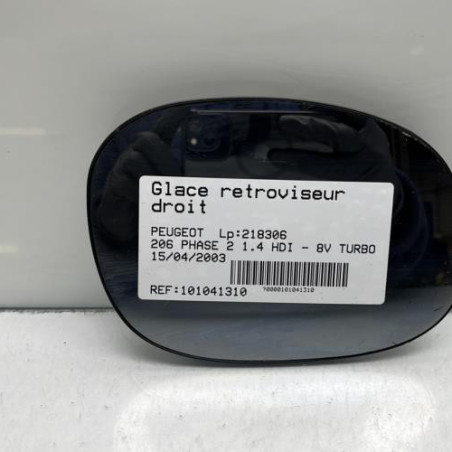 Glace retroviseur
droit
PEUGEOT Lp:218306
206 PHASE 2 1.4 HDI - 8V TURBO
15/04/2003
REF:101041310
70000101041310